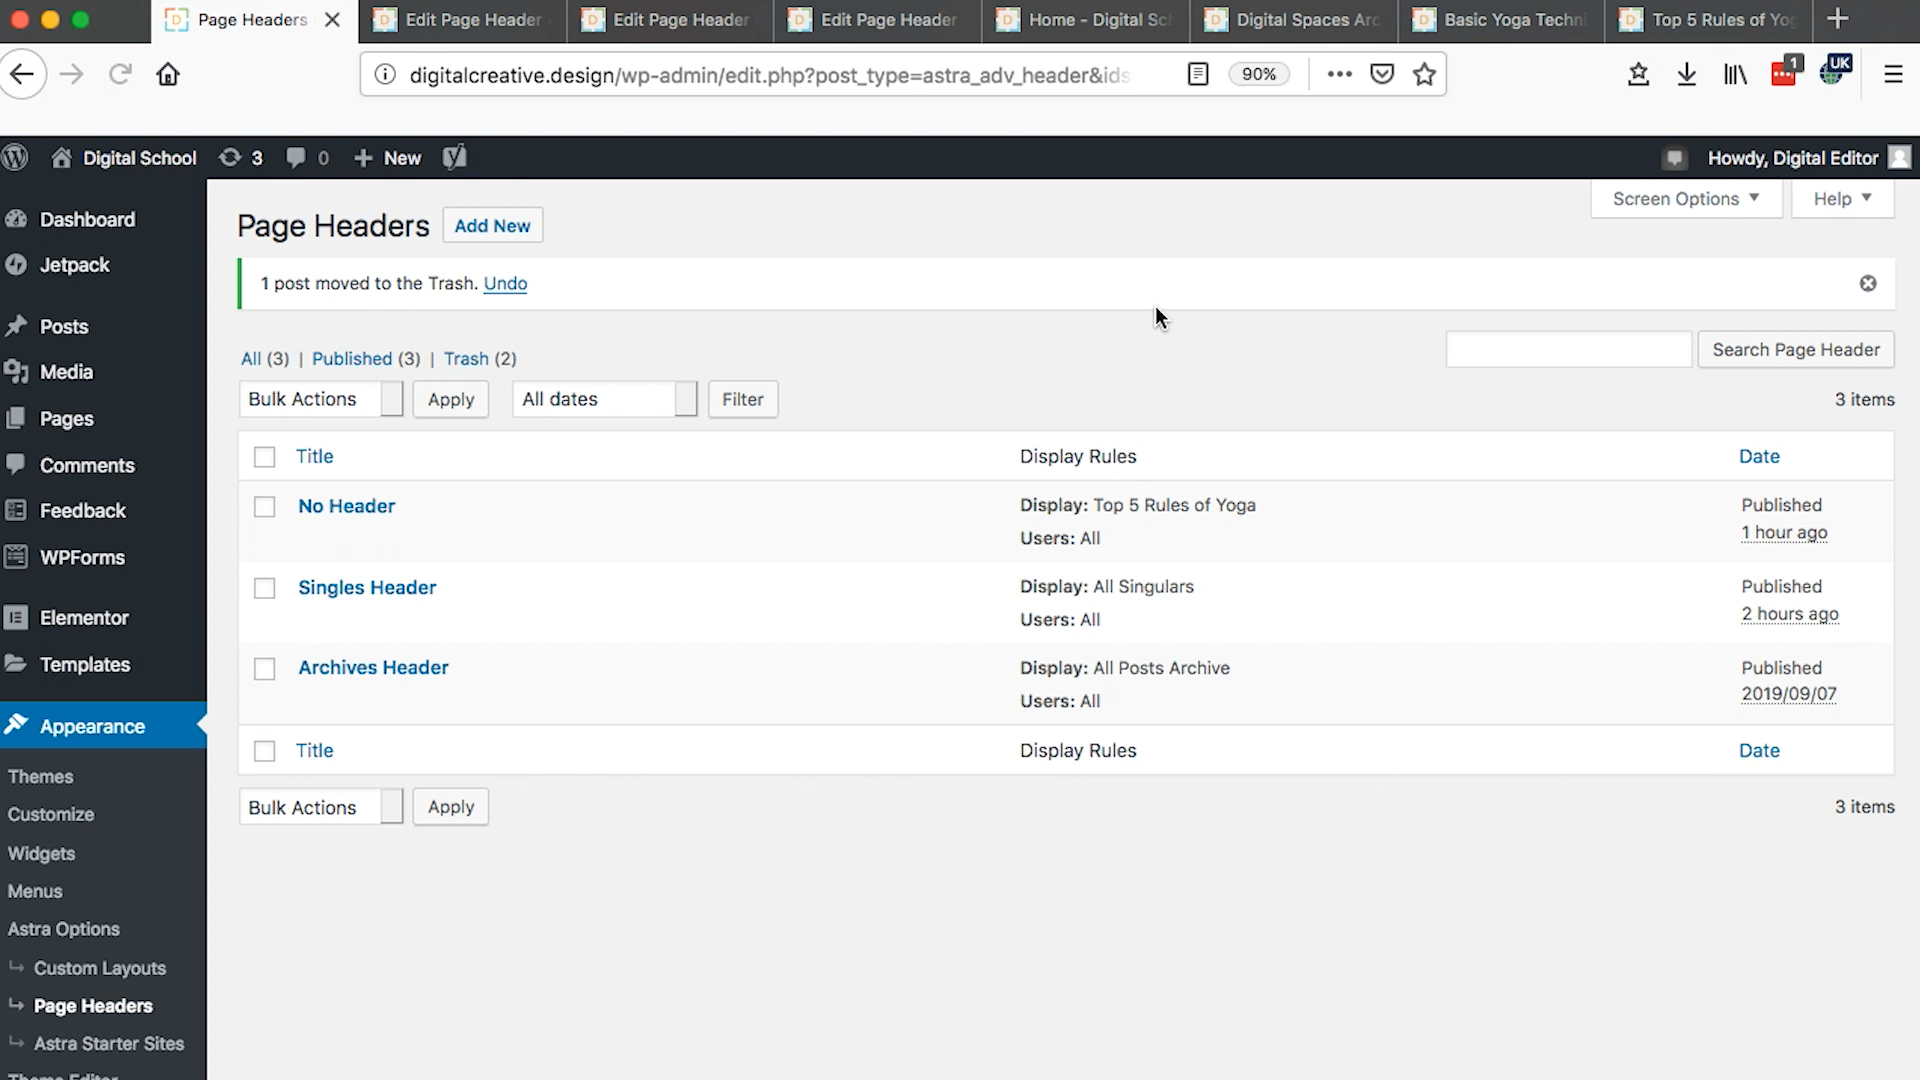 Page Headers
Edit Page Header
Edit Page Header
Edit Page Header
Home - Digital Sc
Digital Spaces Arc
Basic Yoga Techni
Top 5 Rules of Yog
digitalcreative.design/wp-admin/edit.php?post_type=astra_adv_header&ids
90%
1
UK
Digital School
3
0
New
Howdy, Digital Editor
Screen Options
Help
Dashboard
Jetpack
Posts
Media
Pages
Comments
Feedback
WPForms
Elementor
Templates
Appearance
Themes
Customize
Widgets
Menus
Astra Options
Custom Layouts
Page Headers
Astra Starter Sites
Theme Editor
Page Headers
Add New
1 post moved to the Trash. Undo
All (3) | Published (3) | Trash (2)
Search Page Header
Bulk Actions
Apply
All dates
Filter
3 items
Title
Display Rules
Date
No Header
Display: Top 5 Rules of Yoga
Users: All
Published
1 hour ago
Singles Header
Display: All Singulars
Users: All
Published
2 hours ago
Archives Header
Display: All Posts Archive
Users: All
Published
2019/09/07
Title
Display Rules
Date
Bulk Actions
Apply
3 items